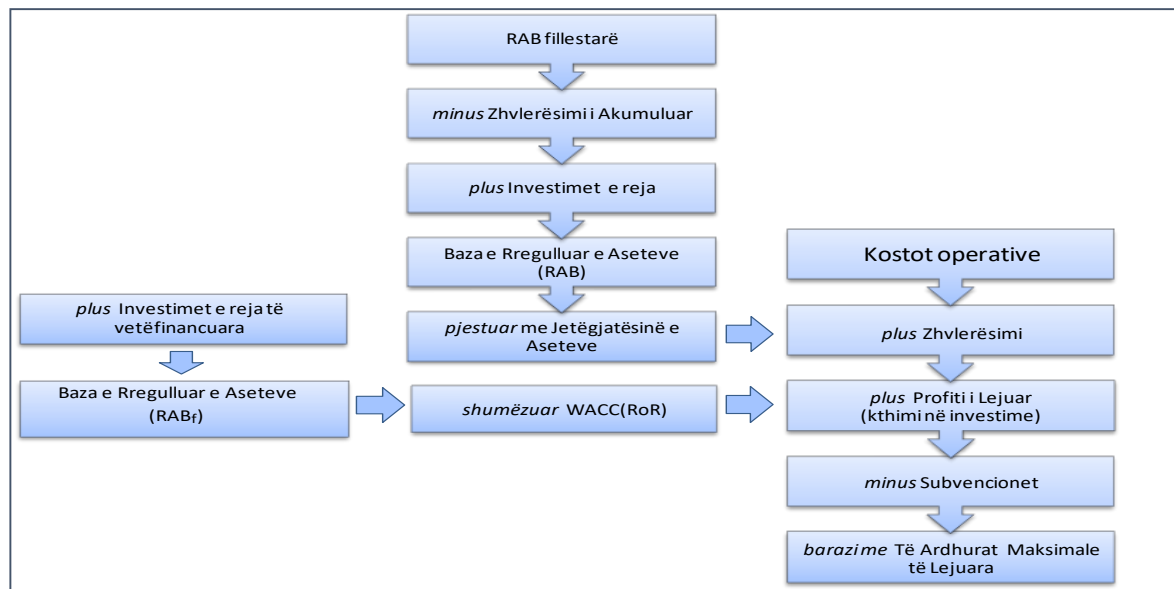 RAB fillestarë
minus Zhvlerësimi i Akumuluar
plus Investimet e reja
Baza e Rregulluar e Aseteve
(RAB)
pjestuar me Jetëgjatësinë e
Aseteve
plus Investimet e reja të
vetëfinancuara
Baza e Rregulluar e Aseteve
(RABf)
shumëzuar WACC(RoR)
Kostot operative
plus Zhvlerësimi
plus Profiti i Lejuar
(kthimi në investime)
minus Subvencionet
barazi me Të Ardhurat Maksimale
të Lejuara